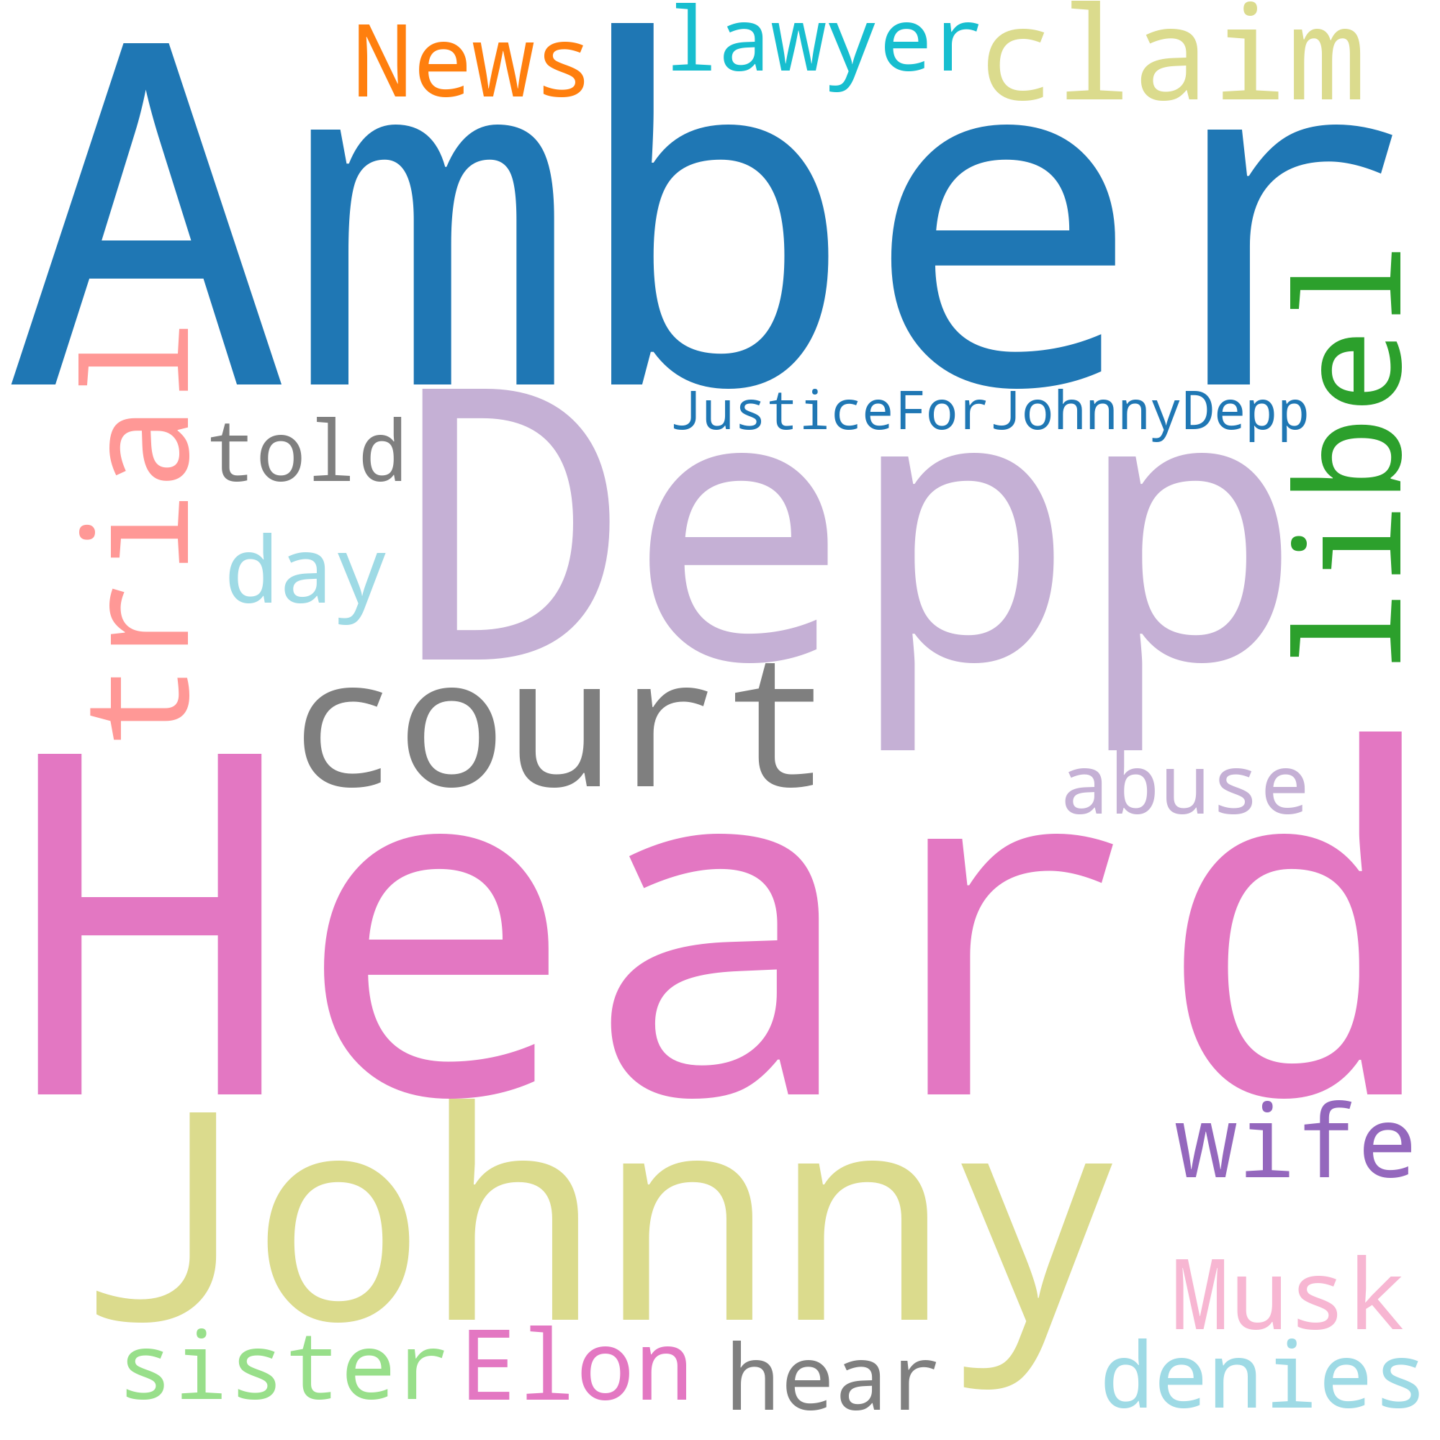 News
lawyer
claim
Amber
libel
trial
told
JusticeForJohnnyDepp
Depp
day
court
abuse
Heard
Johnny
wife
Musk
sister
Elon
hear
denies